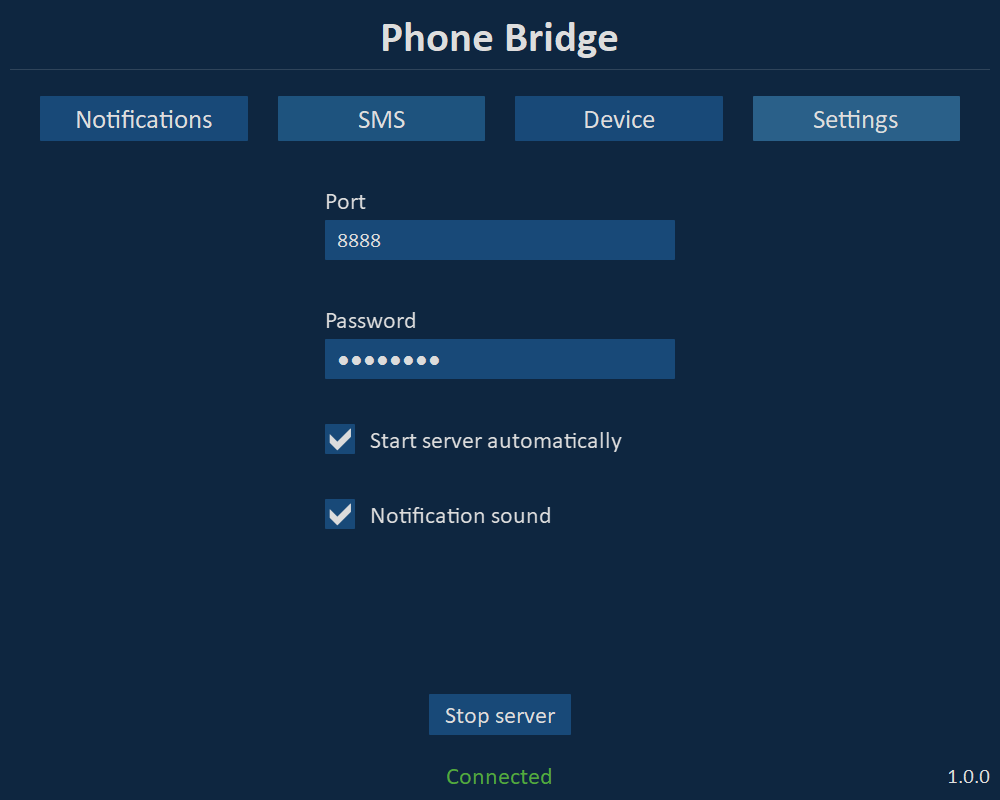 Phone Bridge
Notifications SMS Device Settings
Port
8888
Password
●●●●●●●●
Start server automatically
Notification sound
Stop server
Connected
1.0.0